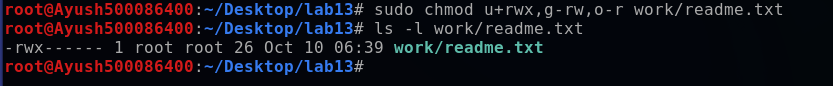 root@Ayush500086400:~/Desktop/lab13# sudo chmod u+rwx,g-rw,o-r work/readme.txt
root@Ayush500086400:~/Desktop/lab13# ls -l work/readme.txt
-rwx------ 1 root root 26 Oct 10 06:39 work/readme.txt
root@Ayush500086400:~/Desktop/lab13#